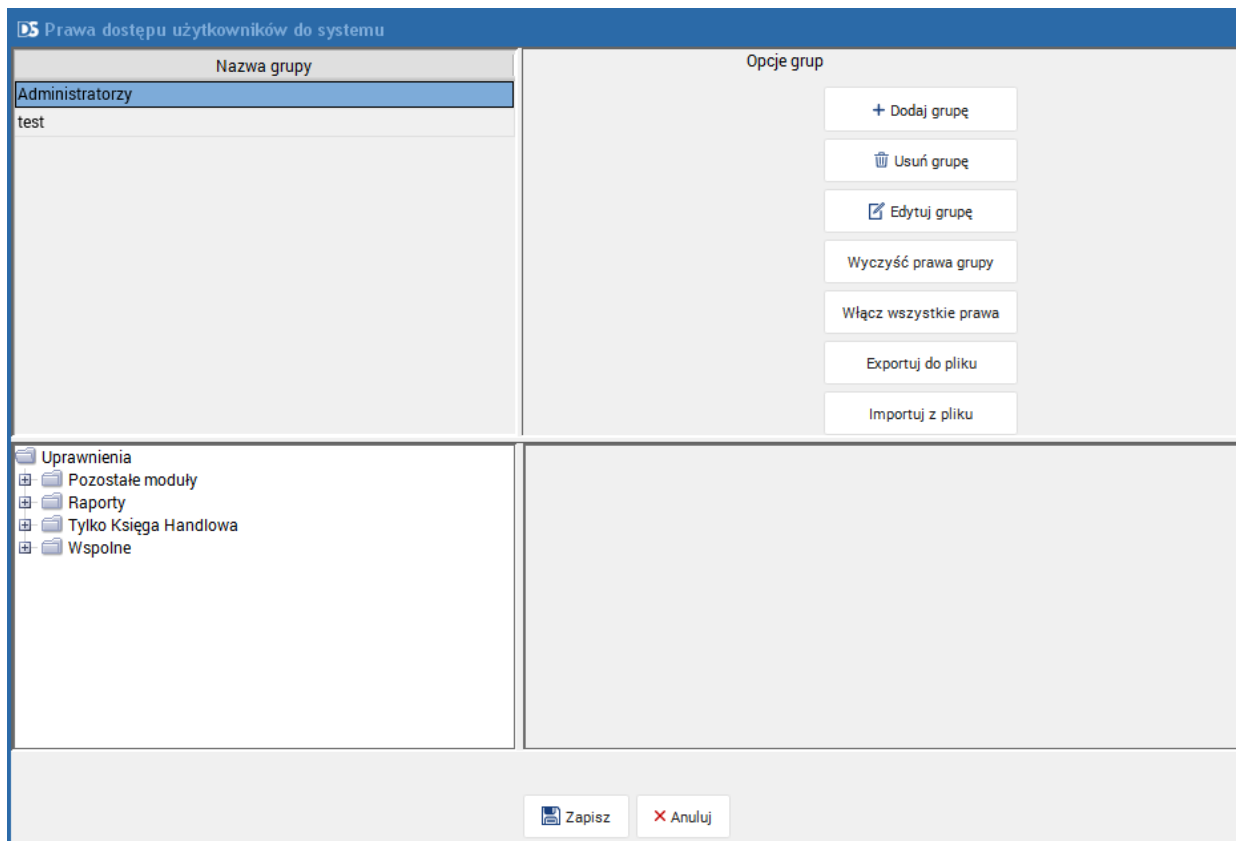 DS Prawa dostępu użytkowników do systemu
Nazwa grupy
Administratorzy
test
Opcje grup
+ Dodaj grupę
Usuń grupę
Edytuj grupę
Wyczyść prawa grupy
Włącz wszystkie prawa
Exportuj do pliku
Importuj z pliku
Uprawnienia
Pozostałe moduły
Raporty
Tylko Księga Handlowa
Wspolne
Zapisz
Anuluj